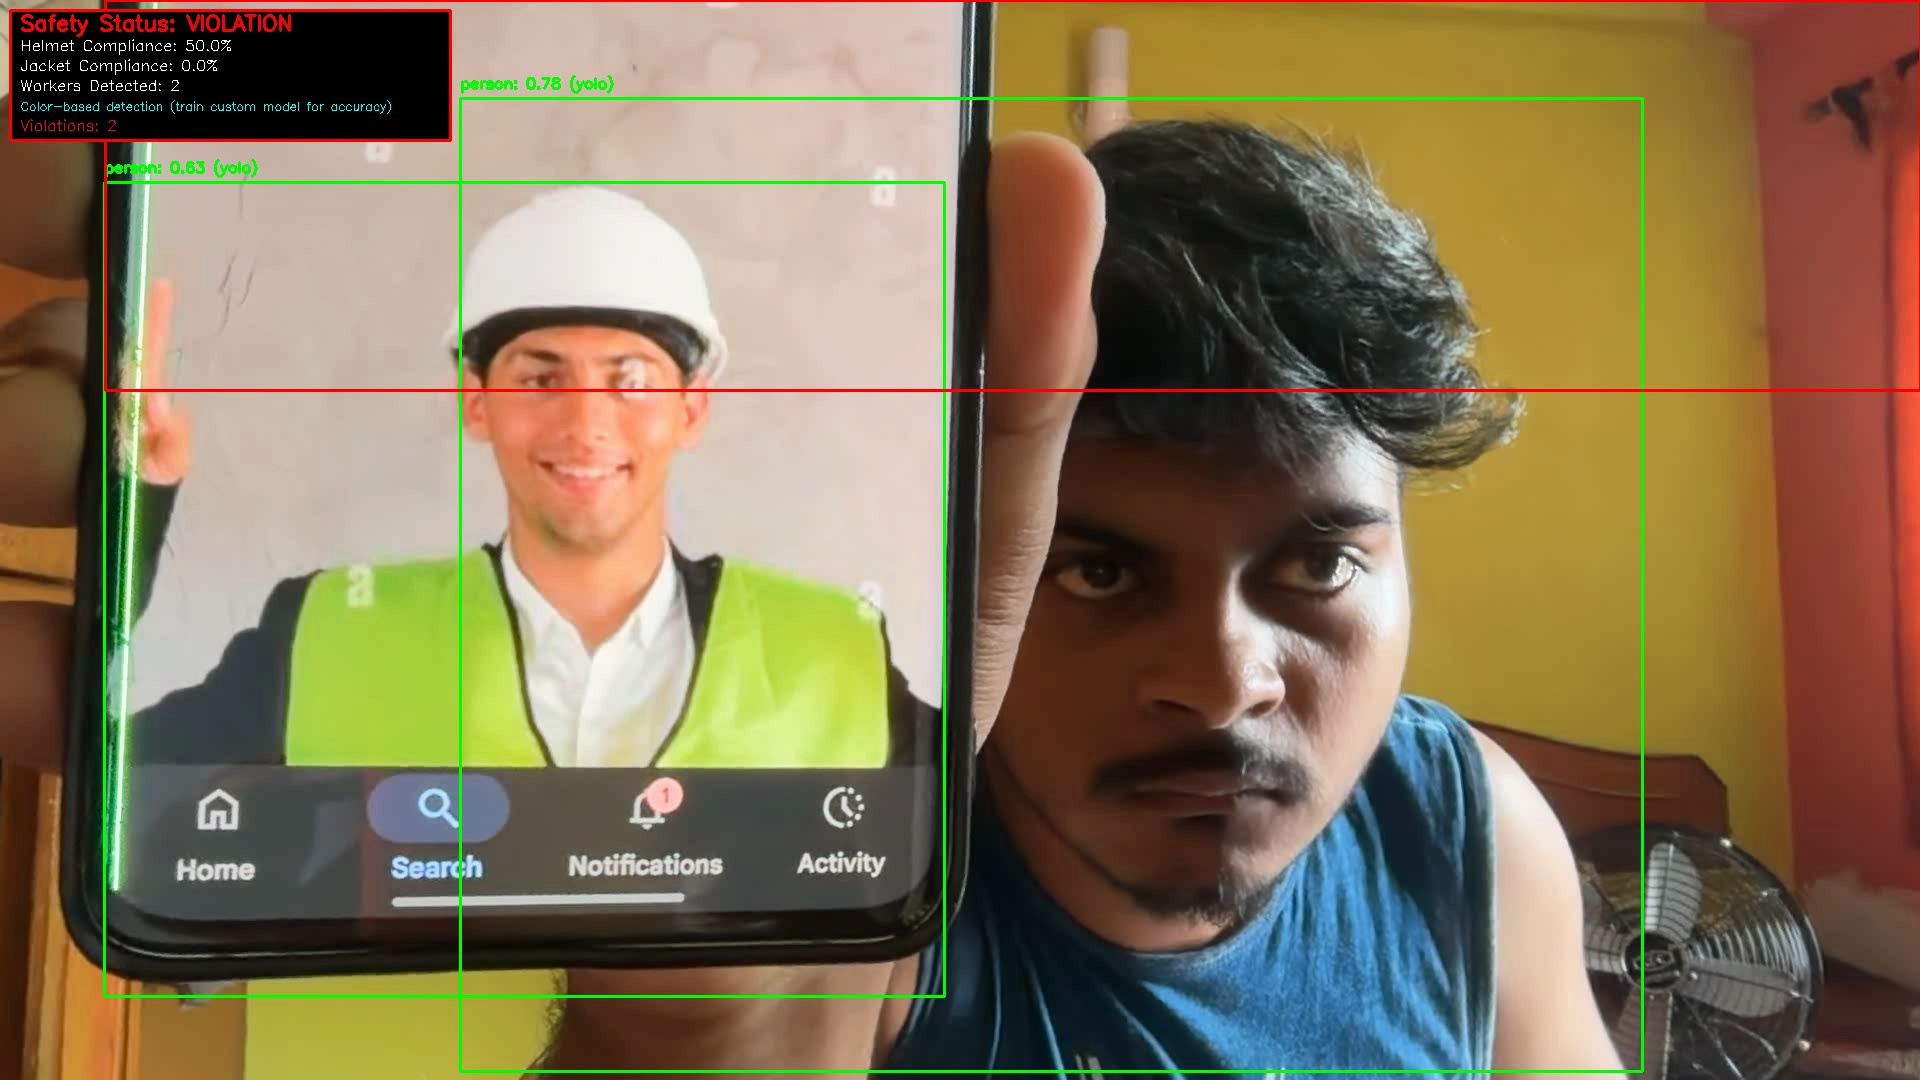 Safety Status: VIOLATION
Helmet Compliance: 50.0%
Jacket Compliance: 0.0%
Workers Detected: 2
Color-based detection (train custom model for accuracy)
Violations: 2
person: 0.78 (yolo)
person: 0.63 (yolo)
a
a
a
a
a
1
Home
Search
Notifications
Activity